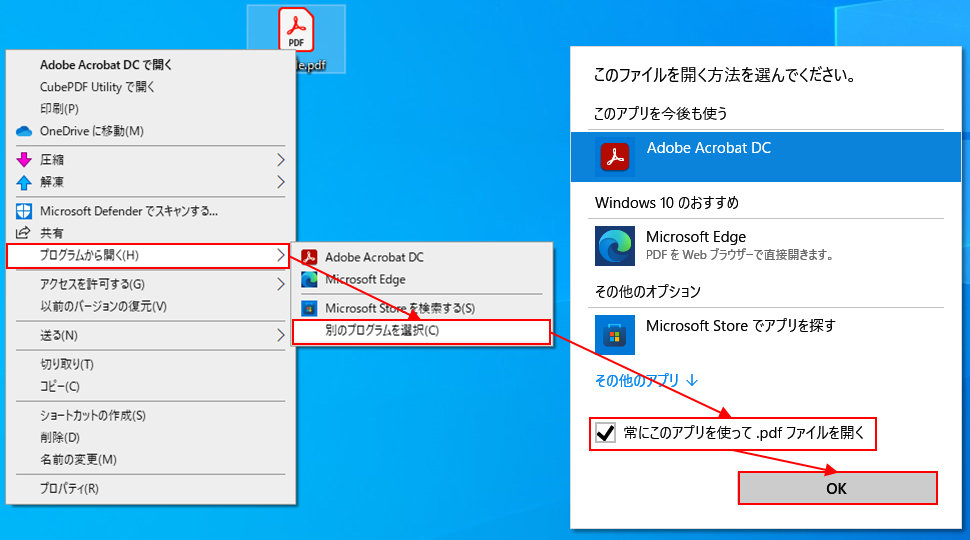 PDF
le.pdf
Adobe Acrobat DC で開く
CubePDF Utility で開く
印刷(P)
OneDrive に移動(M)
圧縮
解凍
Microsoft Defender でスキャンする...
共有
プログラムから開く(H)
アクセスを許可する(G)
以前のバージョンの復元(V)
送る(N)
切り取り(T)
コピー(C)
ショートカットの作成(S)
削除(D)
名前の変更(M)
プロパティ(R)
Adobe Acrobat DC
Microsoft Edge
Microsoft Store を検索する(S)
別のプログラムを選択(C)
このファイルを開く方法を選んでください。
このアプリを今後も使う
Adobe Acrobat DC
Windows 10 のおすすめ
Microsoft Edge
PDF を Web ブラウザーで直接開きます。
その他のオプション
Microsoft Store でアプリを探す
その他のアプリ ↓
常にこのアプリを使って .pdf ファイルを開く
OK